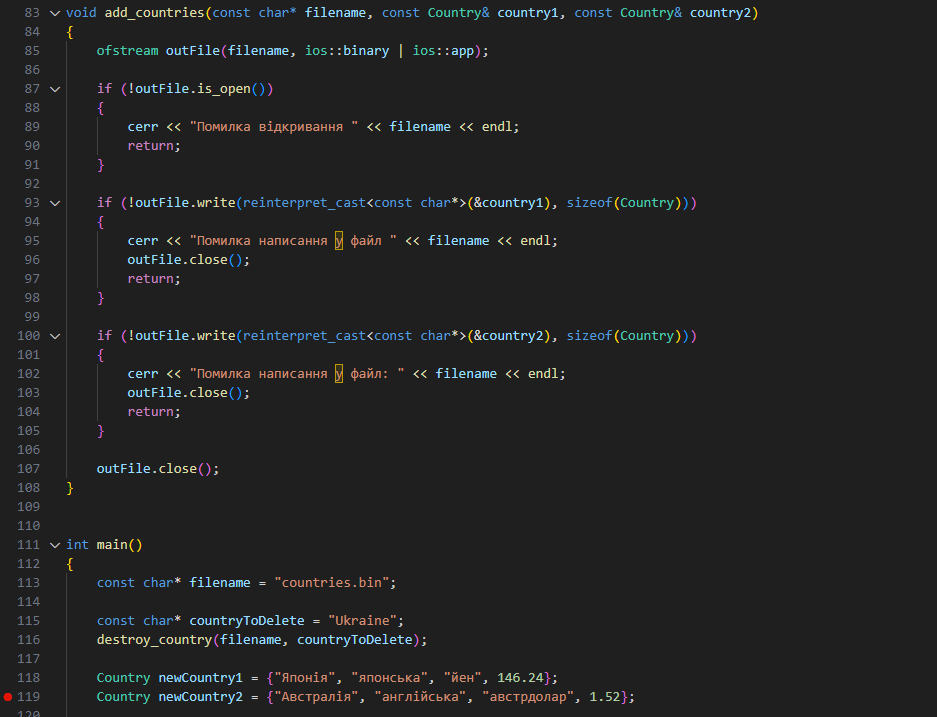 83 void add_countries(const char* filename, const Country& country1, const Country& country2)
84 {
85     ofstream outFile(filename, ios::binary | ios::app);
86
87     if (!outFile.is_open())
88     {
89         cerr << "Помилка відкривання " << filename << endl;
90         return;
91     }
92
93     if (!outFile.write(reinterpret_cast<const char*>(&country1), sizeof(Country)))
94     {
95         cerr << "Помилка написання у файл " << filename << endl;
96         outFile.close();
97         return;
98     }
99
100     if (!outFile.write(reinterpret_cast<const char*>(&country2), sizeof(Country)))
101     {
102         cerr << "Помилка написання у файл: " << filename << endl;
103         outFile.close();
104         return;
105     }
106
107     outFile.close();
108 }
109
110
111 int main()
112 {
113     const char* filename = "countries.bin";
114
115     const char* countryToDelete = "Ukraine";
116     destroy_country(filename, countryToDelete);
117
118     Country newCountry1 = {"Японія", "японська", "йен", 146.24};
119     Country newCountry2 = {"Австралія", "англійська", "австрдолар", 1.52};
120